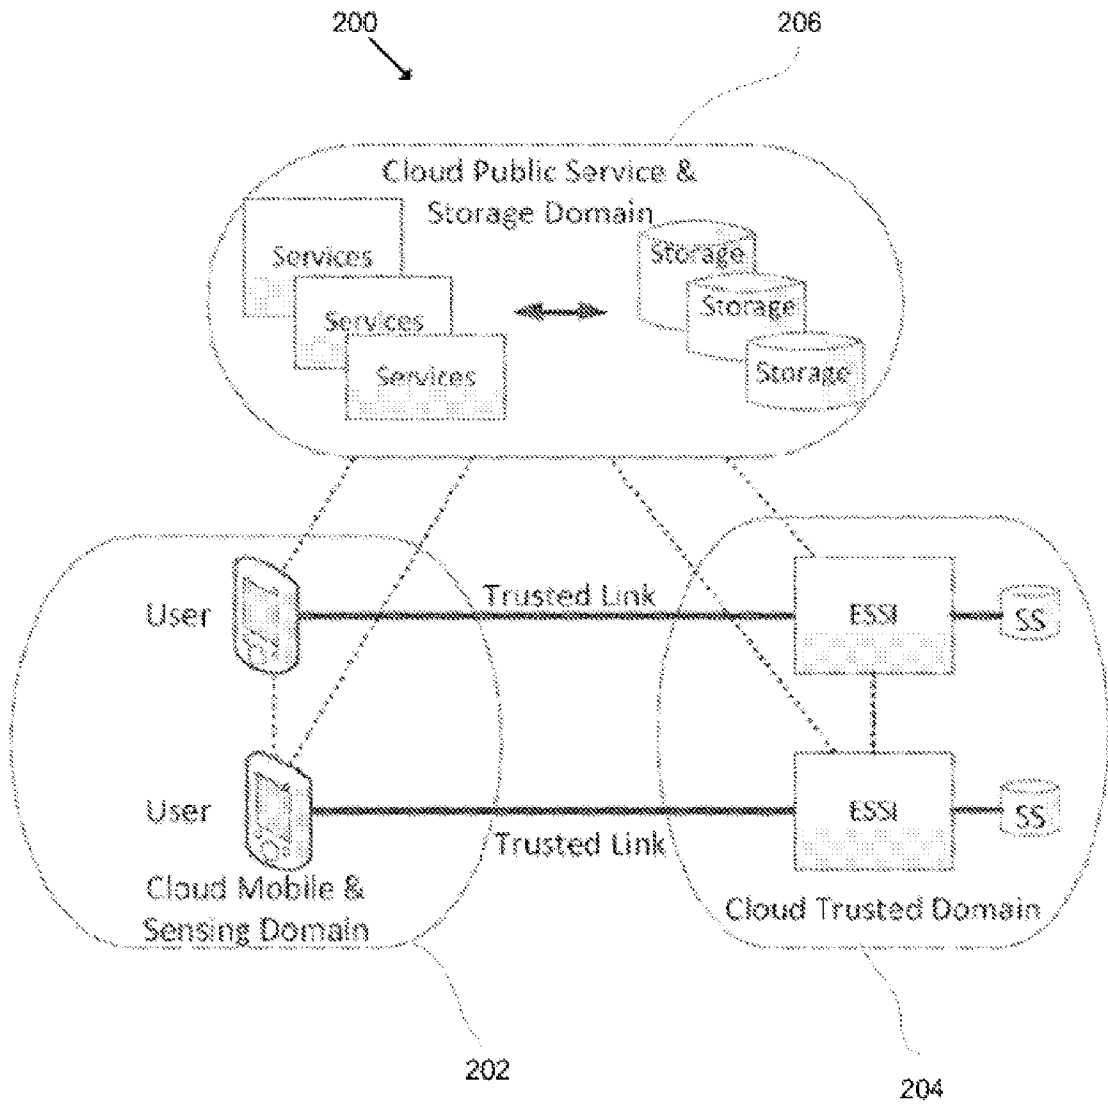 200
206
Cloud Public Service &
Storage Domain
Services
Services
Services
Storage
Storage
Storage
User
Trusted Link
ESSI
SS
User
Trusted Link
ESSI
SS
Cloud Mobile &
Sensing Domain
Cloud Trusted Domain
202
204